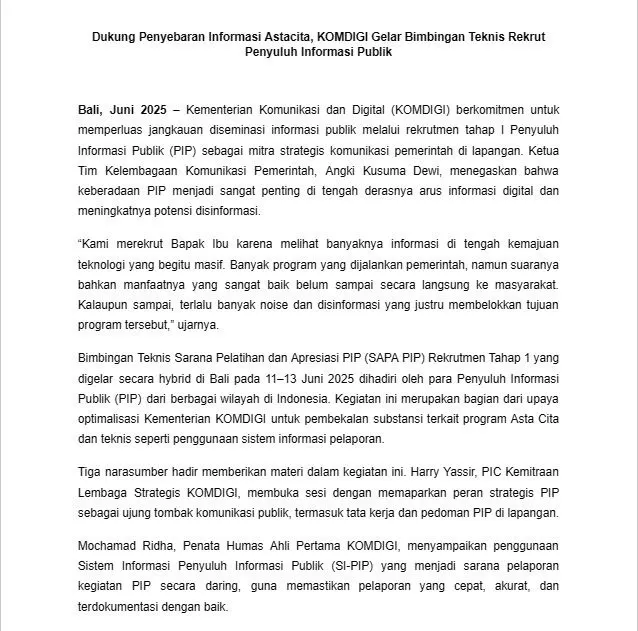 Dukung Penyebaran Informasi Astacita, KOMDIGI Gelar Bimbingan Teknis Rekrut
Penyuluh Informasi Publik
Bali, Juni 2025 – Kementerian Komunikasi dan Digital (KOMDIGI) berkomitmen untuk
memperluas jangkauan diseminasi informasi publik melalui rekrutmen tahap I Penyuluh
Informasi Publik (PIP) sebagai mitra strategis komunikasi pemerintah di lapangan. Ketua
Tim Kelembagaan Komunikasi Pemerintah, Angki Kusuma Dewi, menegaskan bahwa
keberadaan PIP menjadi sangat penting di tengah derasnya arus informasi digital dan
meningkatnya potensi disinformasi.
“Kami merekrut Bapak Ibu karena melihat banyaknya informasi di tengah kemajuan
teknologi yang begitu masif. Banyak program yang dijalankan pemerintah, namun suaranya
bahkan manfaatnya yang sangat baik belum sampai secara langsung ke masyarakat.
Kalaupun sampai, terlalu banyak noise dan disinformasi yang justru membelokkan tujuan
program tersebut,” ujarnya.
Bimbingan Teknis Sarana Pelatihan dan Apresiasi PIP (SAPA PIP) Rekrutmen Tahap 1 yang
digelar secara hybrid di Bali pada 11–13 Juni 2025 dihadiri oleh para Penyuluh Informasi
Publik (PIP) dari berbagai wilayah di Indonesia. Kegiatan ini merupakan bagian dari upaya
optimalisasi Kementerian KOMDIGI untuk pembekalan substansi terkait program Asta Cita
dan teknis seperti penggunaan sistem informasi pelaporan.
Tiga narasumber hadir memberikan materi dalam kegiatan ini. Harry Yassir, PIC Kemitraan
Lembaga Strategis KOMDIGI, membuka sesi dengan memaparkan peran strategis PIP
sebagai ujung tombak komunikasi publik, termasuk tata kerja dan pedoman PIP di lapangan.
Mochamad Ridha, Penata Humas Ahli Pertama KOMDIGI, menyampaikan penggunaan
Sistem Informasi Penyuluh Informasi Publik (SI-PIP) yang menjadi sarana pelaporan
kegiatan PIP secara daring, guna memastikan pelaporan yang cepat, akurat, dan
terdokumentasi dengan baik.